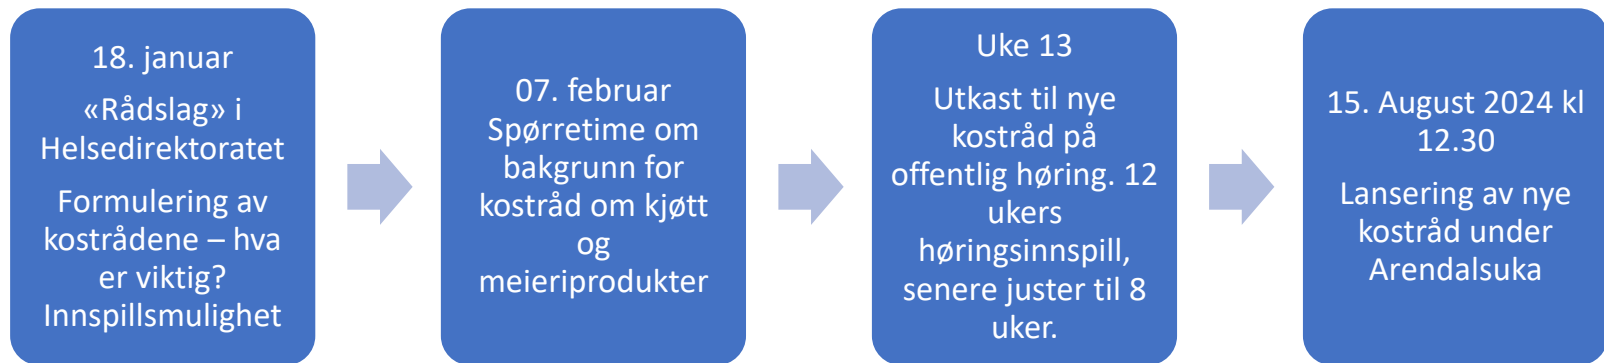 18. januar
«Rådslag» i
Helsedirektoratet
Formulering av
kostrådene – hva
er viktig?
Innspillsmulighet
07. februar
Spørretime om
bakgrunn for
kostråd om kjøtt
og
meieriprodukter
Uke 13
Utkast til nye
kostråd på
offentlig høring. 12
ukers
høringsinnspill,
senere juster til 8
uker.
15. August 2024 kl
12.30
Lansering av nye
kostråd under
Arendalsuka